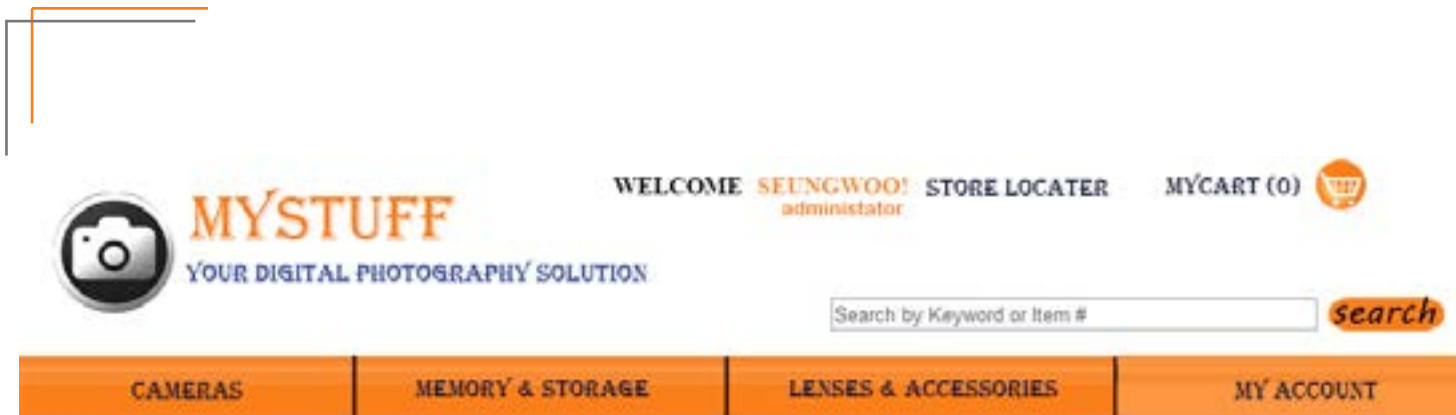 WELCOME SEUNGWOO! STORE LOCATER MYCART (0)
administator
MYSTUFF
YOUR DIGITAL PHOTOGRAPHY SOLUTION
Search by Keyword or Item # search
CAMERAS MEMORY & STORAGE LENSES & ACCESSORIES MY ACCOUNT